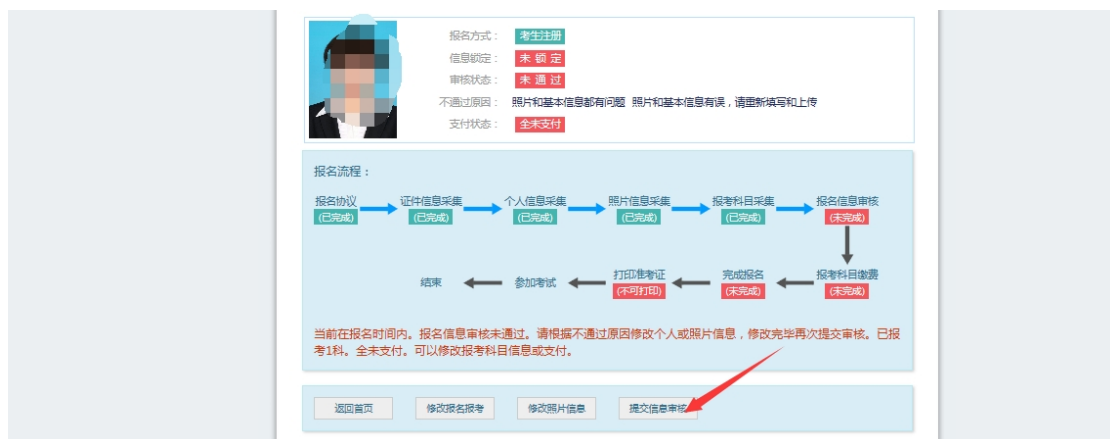 报名方式： 考生注册
信息锁定： 未 锁 定
审核状态： 未 通 过
不通过原因： 照片和基本信息都有问题 照片和基本信息有误，请重新填写和上传
支付状态： 全未支付
报名流程：
报名协议 证件信息采集 个人信息采集 照片信息采集 报考科目采集 报名信息审核
(已完成) (已完成) (已完成) (已完成) (已完成) (未完成)
结束 参加考试 打印准考证 完成报名 报考科目缴费
(不可打印) (未完成) (未完成)
当前在报名时间内。报名信息审核未通过。请根据不通过原因修改个人或照片信息，修改完毕再次提交审核。已报
考1科。全未支付。可以修改报考科目信息或支付。
返回首页 修改报名报考 修改照片信息 提交信息审核